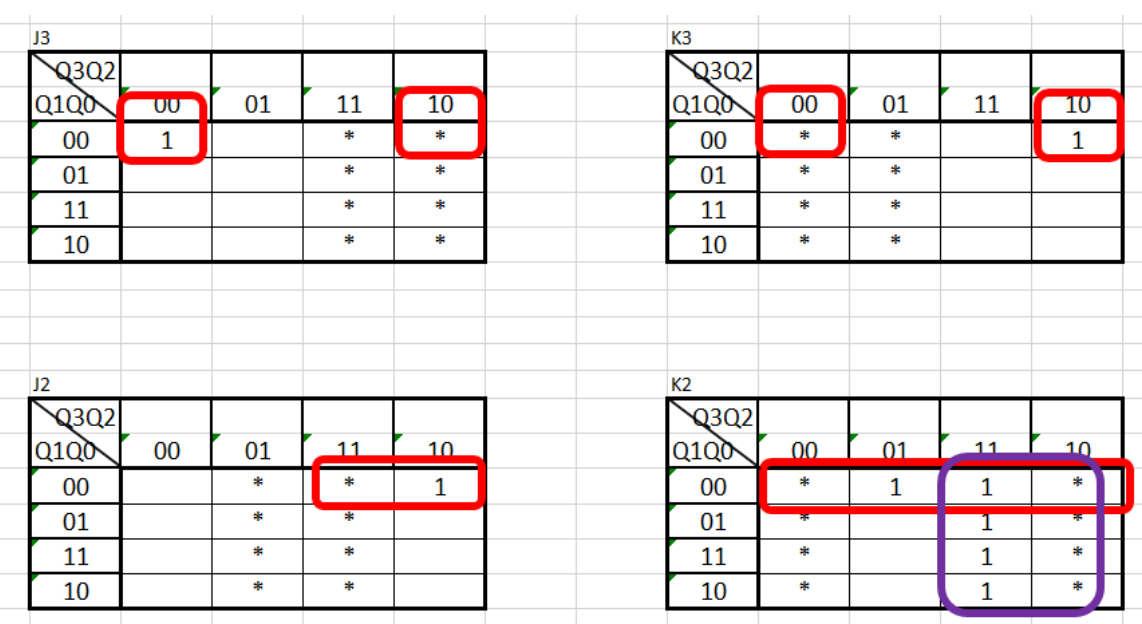 J3 K3
Q3Q2 Q3Q2
Q1Q0 00 01 11 10 Q1Q0 00 01 11 10
00 1 * * 00 * * 1
01 * * 01 * *
11 * * 11 * *
10 * * 10 * *
J2 K2
Q3Q2 Q3Q2
Q1Q0 00 01 11 10 Q1Q0 00 01 11 10
00 * * 1 00 * 1 1 *
01 * * 01 * 1 *
11 * * 11 * 1 *
10 * * 10 * 1 *